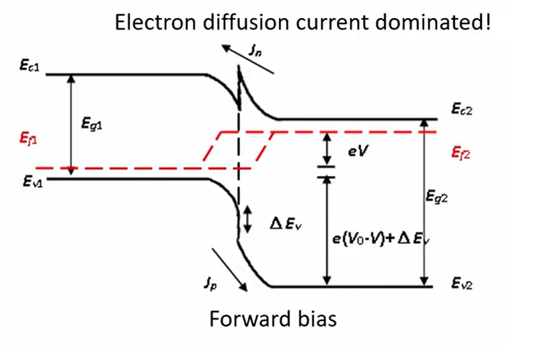 Electron diffusion current dominated!
Jn
Ec1
Ec2
Eg1
Ef1
eV
Ef2
Ev1
Eg2
ΔEv
e(V0-V)+ΔEv
Jp
Ev2
Forward bias